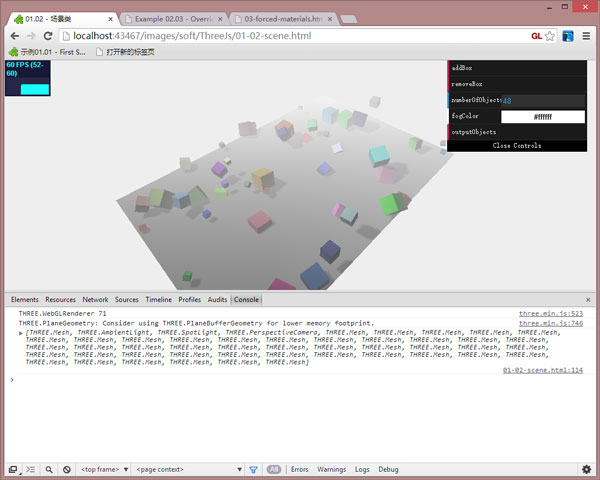 01.02 - 场景类
Example 02.03 - Overri
03-forced-materials.htm
localhost:43467/images/soft/ThreeJs/01-02-scene.html
GL
示例01.01 - First S...
打开新的标签页
60 FPS (52-60)
addBox
removeBox
numberOfObjects 48
fogColor #ffffff
outputObjects
Close Controls
Elements Resources Network Sources Timeline Profiles Audits Console
THREE.WebGLRenderer 71 three.min.js:523
THREE.PlaneGeometry: Consider using THREE.PlaneBufferGeometry for lower memory footprint. three.min.js:746
[THREE.Mesh, THREE.AmbientLight, THREE.SpotLight, THREE.PerspectiveCamera, THREE.Mesh, THREE.Mesh, THREE.Mesh, THREE.Mesh, THREE.Mesh,
THREE.Mesh, THREE.Mesh, THREE.Mesh, THREE.Mesh, THREE.Mesh, THREE.Mesh, THREE.Mesh, THREE.Mesh, THREE.Mesh, THREE.Mesh, THREE.Mesh,
THREE.Mesh, THREE.Mesh, THREE.Mesh, THREE.Mesh, THREE.Mesh, THREE.Mesh, THREE.Mesh, THREE.Mesh, THREE.Mesh, THREE.Mesh, THREE.Mesh,
THREE.Mesh, THREE.Mesh, THREE.Mesh, THREE.Mesh, THREE.Mesh, THREE.Mesh, THREE.Mesh, THREE.Mesh, THREE.Mesh, THREE.Mesh, THREE.Mesh,
THREE.Mesh, THREE.Mesh, THREE.Mesh, THREE.Mesh, THREE.Mesh, THREE.Mesh, THREE.Mesh]
01-02-scene.html:114
<top frame> <page context> All Errors Warnings Logs Debug